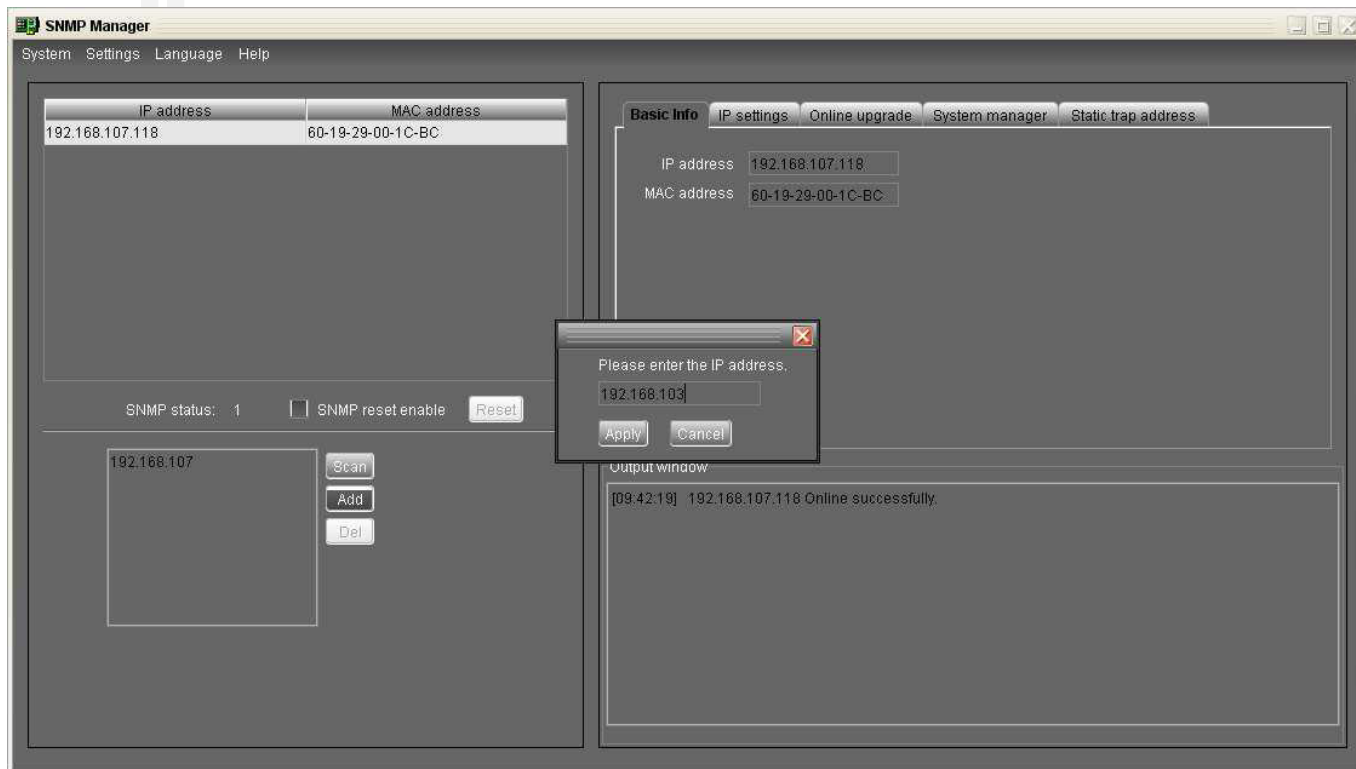 SNMP Manager
System Settings Language Help
IP address MAC address
192.168.107.118 60-19-29-00-1C-BC
SNMP status: 1 SNMP reset enable Reset
192.168.107
Scan
Add
Del
Basic Info IP settings Online upgrade System manager Static trap address
IP address 192.168.107.118
MAC address 60-19-29-00-1C-BC
Please enter the IP address.
192.168.103
Apply Cancel
Output window
[09:42:19] 192.168.107.118 Online successfully.